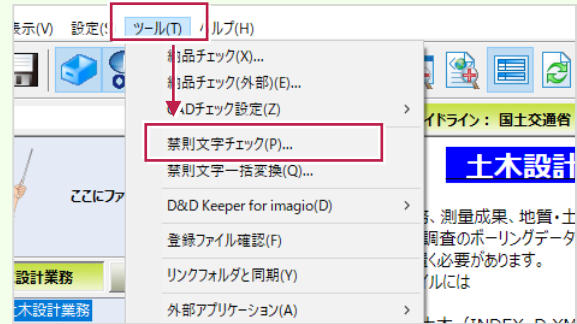 表示(V) 設定(S ツール(T) ヘルプ(H)
納品チェック(X)...
納品チェック(外部)(E)...
CADチェック設定(Z)
禁則文字チェック(P)...
禁則文字一括変換(Q)...
D&D Keeper for imagio(D)
登録ファイル確認(F)
リンクフォルダと同期(Y)
外部アプリケーション(A)
ここにファ
設計業務
土木設計業務
イドライン： 国土交通省
土木設計
、測量成果、地質・土
調査のボーリングデータ
く必要があります。
イルには
(INDEX_D.XM